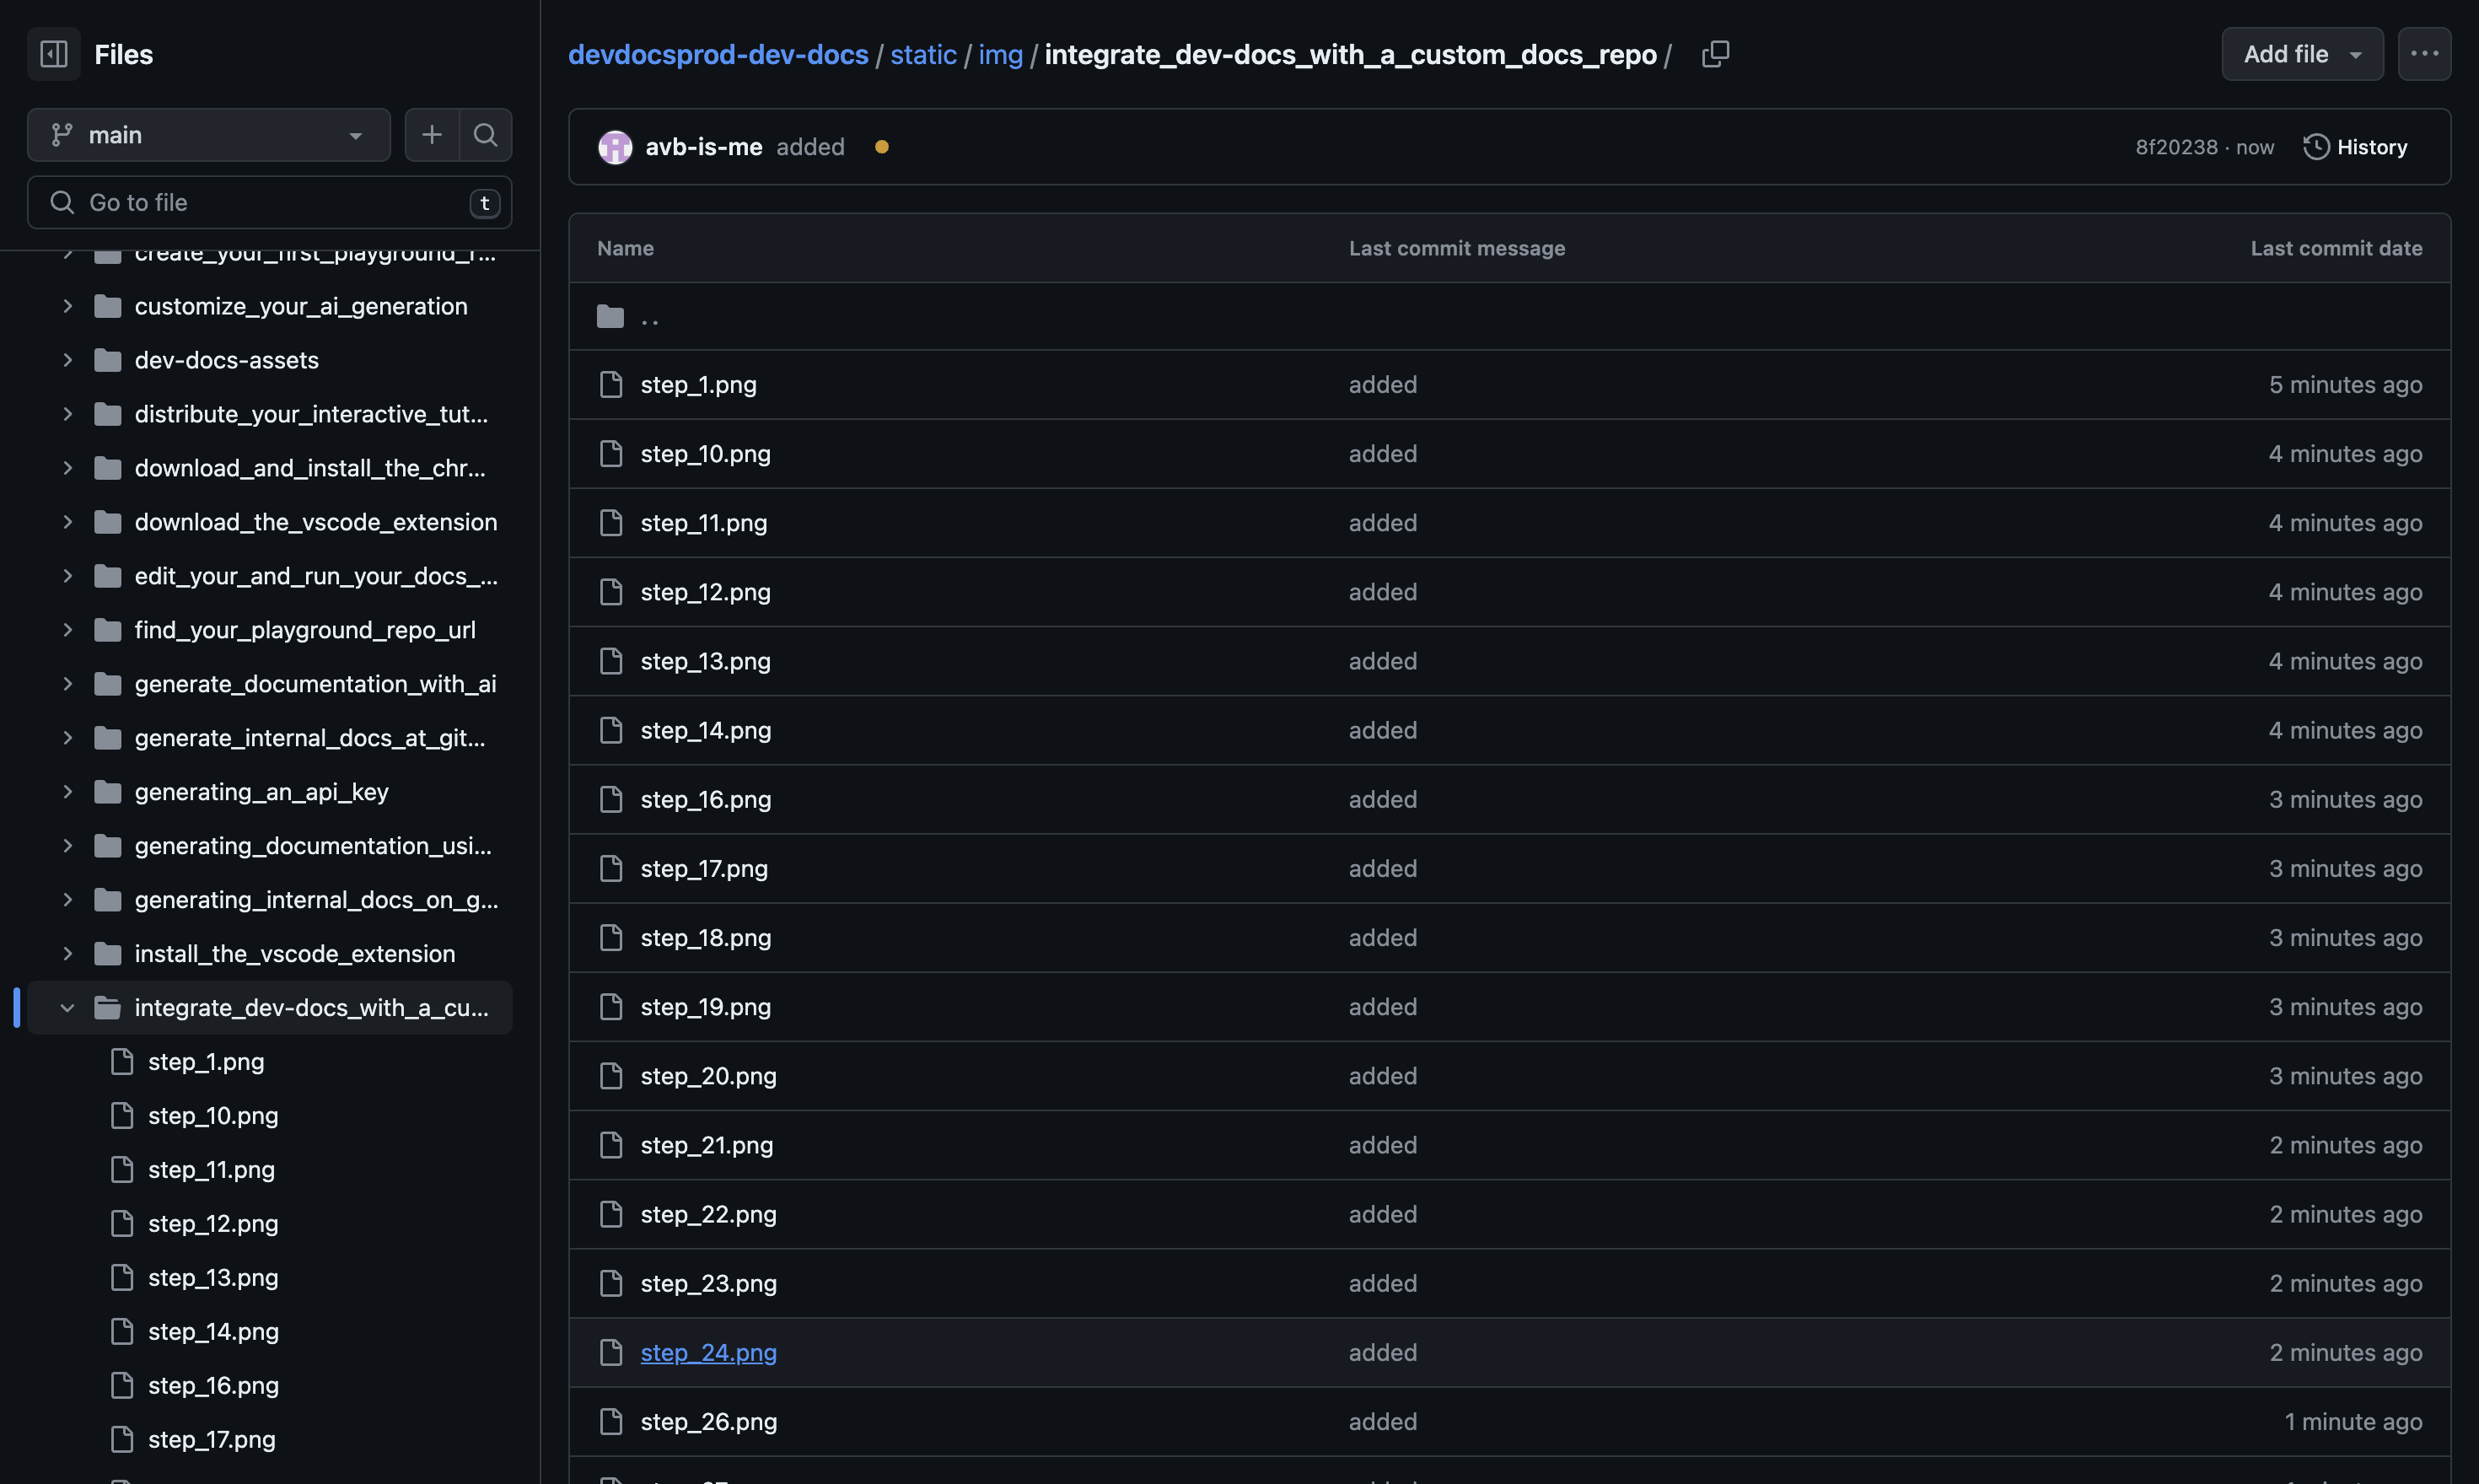 Files
main
Go to file
t
customize_your_ai_generation
dev-docs-assets
distribute_your_interactive_tut...
download_and_install_the_chr...
download_the_vscode_extension
edit_your_and_run_your_docs_...
find_your_playground_repo_url
generate_documentation_with_ai
generate_internal_docs_at_git...
generating_an_api_key
generating_documentation_usi...
generating_internal_docs_on_g...
install_the_vscode_extension
integrate_dev-docs_with_a_cu...
step_1.png
step_10.png
step_11.png
step_12.png
step_13.png
step_14.png
step_16.png
step_17.png
devdocsprod-dev-docs / static / img / integrate_dev-docs_with_a_custom_docs_repo /
Add file
avb-is-me added
8f20238 · now History
Name Last commit message Last commit date
..
step_1.png added 5 minutes ago
step_10.png added 4 minutes ago
step_11.png added 4 minutes ago
step_12.png added 4 minutes ago
step_13.png added 4 minutes ago
step_14.png added 4 minutes ago
step_16.png added 3 minutes ago
step_17.png added 3 minutes ago
step_18.png added 3 minutes ago
step_19.png added 3 minutes ago
step_20.png added 3 minutes ago
step_21.png added 2 minutes ago
step_22.png added 2 minutes ago
step_23.png added 2 minutes ago
step_24.png added 2 minutes ago
step_26.png added 1 minute ago